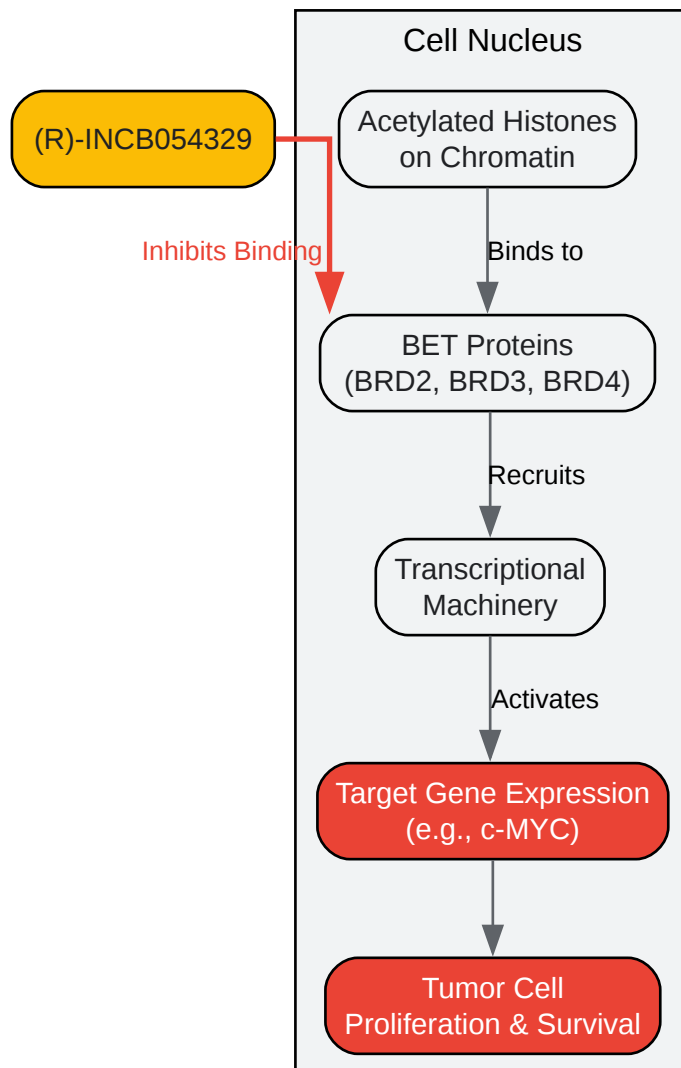 Cell Nucleus
(R)-INCB054329
Acetylated Histones
on Chromatin
Inhibits Binding
Binds to
BET Proteins
(BRD2, BRD3, BRD4)
Recruits
Transcriptional
Machinery
Activates
Target Gene Expression
(e.g., c-MYC)
Tumor Cell
Proliferation & Survival